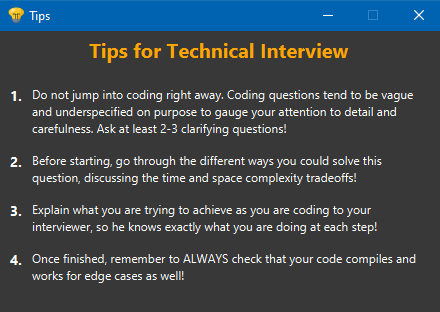 Tips
Tips for Technical Interview
1. Do not jump into coding right away. Coding questions tend to be vague
and underspecified on purpose to gauge your attention to detail and
carefulness. Ask at least 2-3 clarifying questions!
2. Before starting, go through the different ways you could solve this
question, discussing the time and space complexity tradeoffs!
3. Explain what you are trying to achieve as you are coding to your
interviewer, so he knows exactly what you are doing at each step!
4. Once finished, remember to ALWAYS check that your code compiles and
works for edge cases as well!